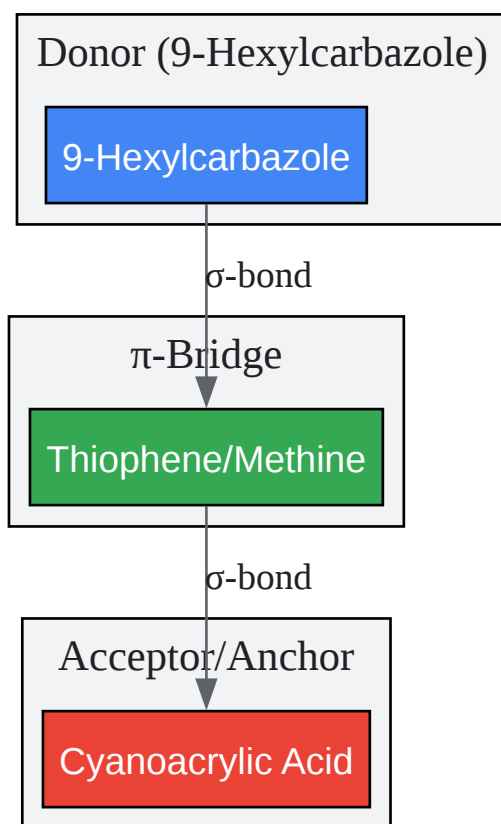 Donor (9-Hexylcarbazole)
9-Hexylcarbazole
σ-bond
π-Bridge
Thiophene/Methine
σ-bond
Acceptor/Anchor
Cyanoacrylic Acid